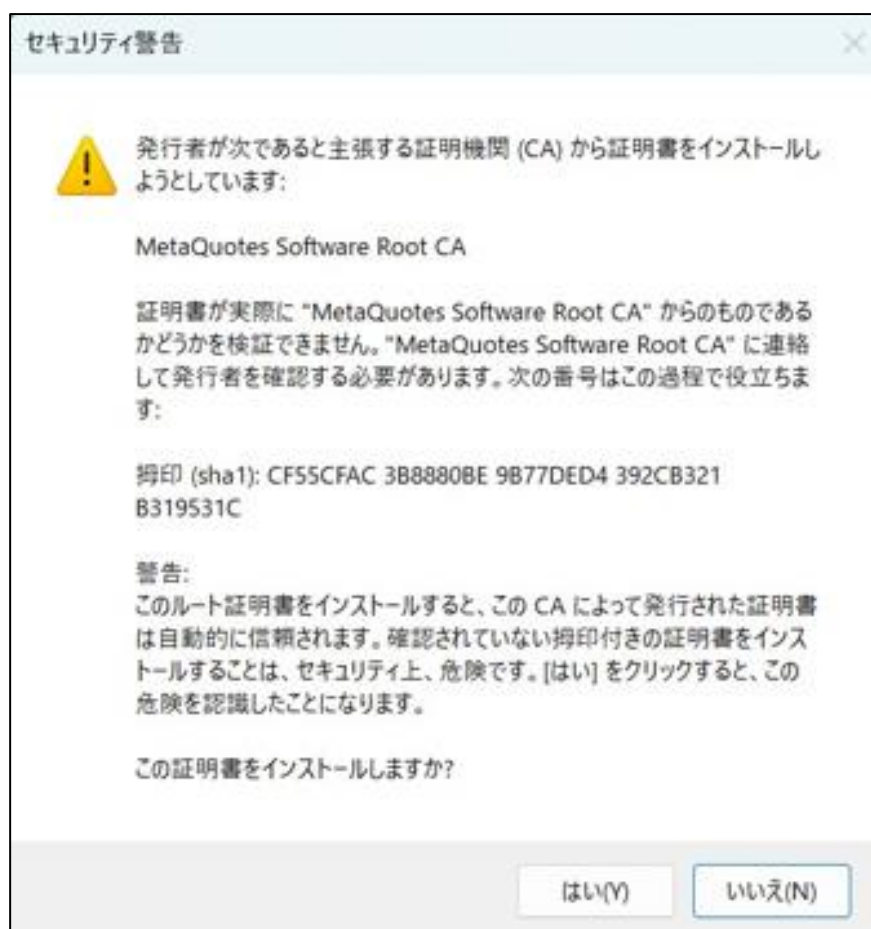 セキュリティ警告
発行者が次であると主張する証明機関 (CA) から証明書をインストールし
ようとしています:
MetaQuotes Software Root CA
証明書が実際に "MetaQuotes Software Root CA" からのものである
かどうかを検証できません。"MetaQuotes Software Root CA" に連絡
して発行者を確認する必要があります。次の番号はこの過程で役立ちま
す:
拇印 (sha1): CF55CFAC 3B8880BE 9B77DED4 392CB321
B319531C
警告:
このルート証明書をインストールすると、この CA によって発行された証明書
は自動的に信頼されます。確認されていない拇印付きの証明書をインス
トールすることは、セキュリティ上、危険です。[はい] をクリックすると、この
危険を認識したことになります。
この証明書をインストールしますか?
はい(Y)
いいえ(N)